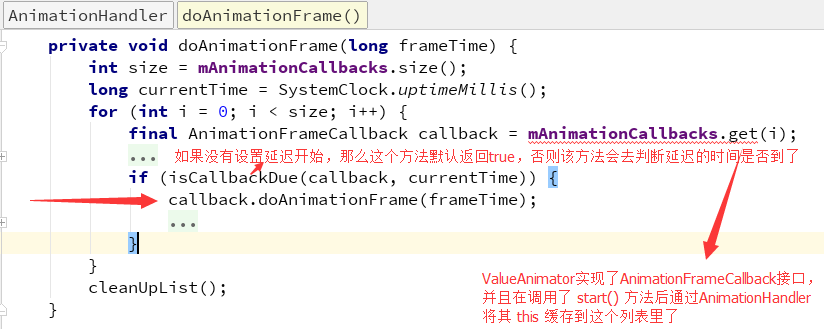 AnimationHandler doAnimationFrame()
private void doAnimationFrame(long frameTime) {
int size = mAnimationCallbacks.size();
long currentTime = SystemClock.uptimeMillis();
for (int i = 0; i < size; i++) {
final AnimationFrameCallback callback = mAnimationCallbacks.get(i);
... 如果没有设置延迟开始，那么这个方法默认返回true，否则该方法会去判断延迟的时间是否到了
if (isCallbackDue(callback, currentTime)) {
callback.doAnimationFrame(frameTime);
...
}
}
cleanUpList();
}
ValueAnimator实现了AnimationFrameCallback接口，
并且在调用了 start() 方法后通过AnimationHandler
将其 this 缓存到这个列表里了